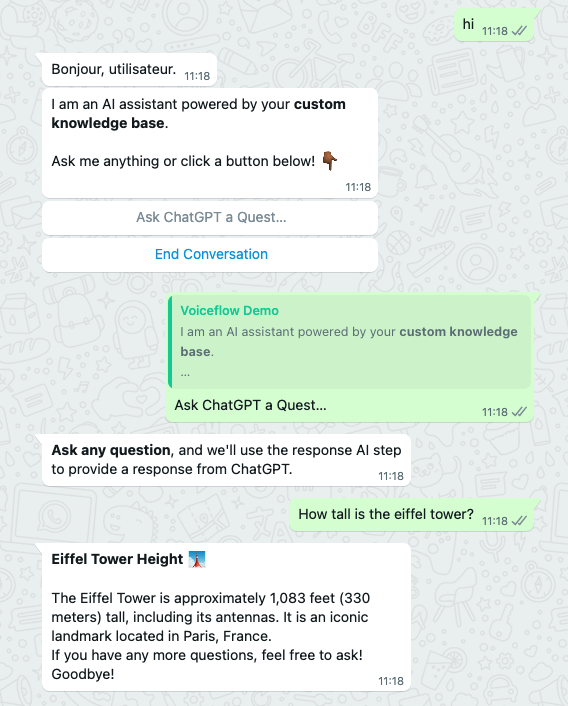 hi
11:18
Bonjour, utilisateur.
11:18
I am an AI assistant powered by your custom
knowledge base.
Ask me anything or click a button below! 👇🏾
11:18
Ask ChatGPT a Quest...
End Conversation
Voiceflow Demo
I am an AI assistant powered by your custom knowledge
base.
...
Ask ChatGPT a Quest...
11:18
Ask any question, and we'll use the response AI step
to provide a response from ChatGPT.
11:18
How tall is the eiffel tower?
11:18
Eiffel Tower Height 🗼
The Eiffel Tower is approximately 1,083 feet (330
meters) tall, including its antennas. It is an iconic
landmark located in Paris, France.
If you have any more questions, feel free to ask!
Goodbye!
11:18